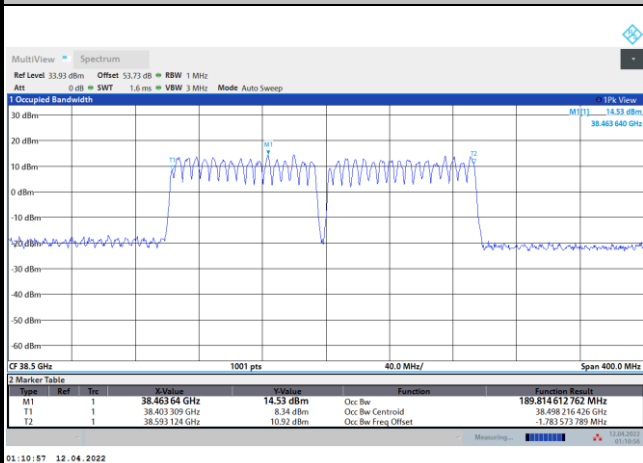 MultiView Spectrum
Ref Level 33.93 dBm Offset 53.73 dB RBW 1 MHz
Att 0 dB SWT 1.6 ms VBW 3 MHz Mode Auto Sweep
1 Occupied Bandwidth 1Pk View
M1[1] 14.53 dBm
38.463 640 GHz
30 dBm
20 dBm
M1
T1
T2
10 dBm
0 dBm
-10 dBm
-20 dBm
-30 dBm
-40 dBm
-50 dBm
-60 dBm
CF 38.5 GHz 1001 pts 40.0 MHz/ Span 400.0 MHz
2 Marker Table
Type Ref Trc X-Value Y-Value Function Function Result
M1 1 38.463 64 GHz 14.53 dBm Occ Bw 189.814 612 762 MHz
T1 1 38.403 309 GHz 8.34 dBm Occ Bw Centroid 38.498 216 426 GHz
T2 1 38.593 124 GHz 10.92 dBm Occ Bw Freq Offset -1.783 573 789 MHz
Measuring... 12.04.2022
01:10:56
01:10:57 12.04.2022